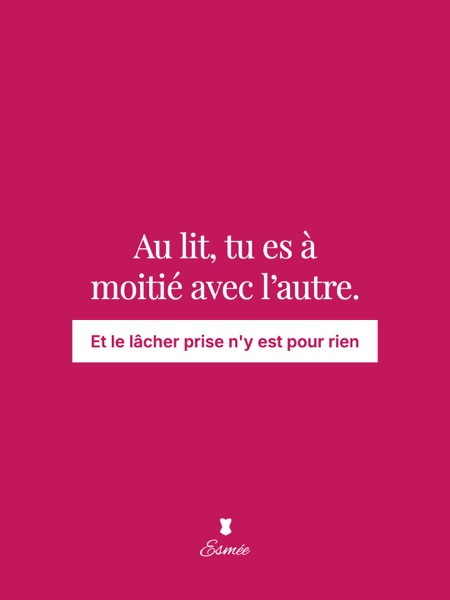 Au lit, tu es à
moitié avec l’autre.
Et le lâcher prise n'y est pour rien
Esmée